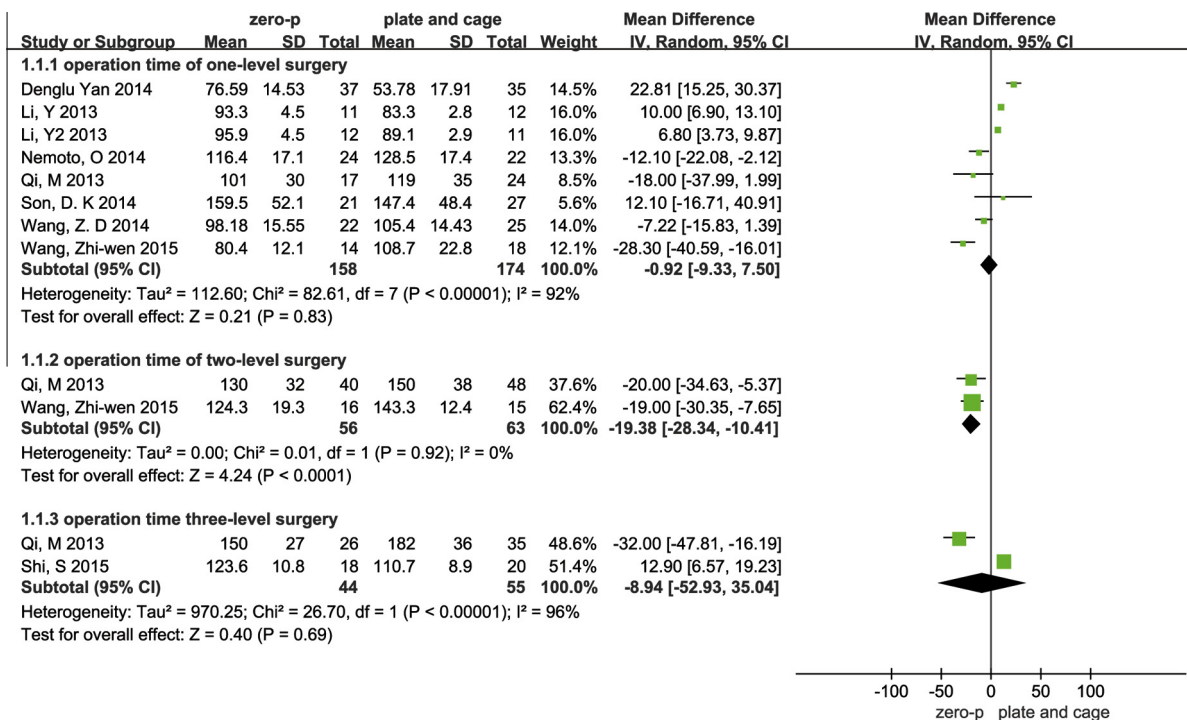 zero-p plate and cage Mean Difference Mean Difference
Study or Subgroup Mean SD Total Mean SD Total Weight IV, Random, 95% CI IV, Random, 95% CI
1.1.1 operation time of one-level surgery
Denglu Yan 2014 76.59 14.53 37 53.78 17.91 35 14.5% 22.81 [15.25, 30.37]
Li, Y 2013 93.3 4.5 11 83.3 2.8 12 16.0% 10.00 [6.90, 13.10]
Li, Y2 2013 95.9 4.5 12 89.1 2.9 11 16.0% 6.80 [3.73, 9.87]
Nemoto, O 2014 116.4 17.1 24 128.5 17.4 22 13.3% -12.10 [-22.08, -2.12]
Qi, M 2013 101 30 17 119 35 24 8.5% -18.00 [-37.99, 1.99]
Son, D. K 2014 159.5 52.1 21 147.4 48.4 27 5.6% 12.10 [-16.71, 40.91]
Wang, Z. D 2014 98.18 15.55 22 105.4 14.43 25 14.0% -7.22 [-15.83, 1.39]
Wang, Zhi-wen 2015 80.4 12.1 14 108.7 22.8 18 12.1% -28.30 [-40.59, -16.01]
Subtotal (95% CI) 158 174 100.0% -0.92 [-9.33, 7.50]
Heterogeneity: Tau² = 112.60; Chi² = 82.61, df = 7 (P < 0.00001); I² = 92%
Test for overall effect: Z = 0.21 (P = 0.83)
1.1.2 operation time of two-level surgery
Qi, M 2013 130 32 40 150 38 48 37.6% -20.00 [-34.63, -5.37]
Wang, Zhi-wen 2015 124.3 19.3 16 143.3 12.4 15 62.4% -19.00 [-30.35, -7.65]
Subtotal (95% CI) 56 63 100.0% -19.38 [-28.34, -10.41]
Heterogeneity: Tau² = 0.00; Chi² = 0.01, df = 1 (P = 0.92); I² = 0%
Test for overall effect: Z = 4.24 (P < 0.0001)
1.1.3 operation time three-level surgery
Qi, M 2013 150 27 26 182 36 35 48.6% -32.00 [-47.81, -16.19]
Shi, S 2015 123.6 10.8 18 110.7 8.9 20 51.4% 12.90 [6.57, 19.23]
Subtotal (95% CI) 44 55 100.0% -8.94 [-52.93, 35.04]
Heterogeneity: Tau² = 970.25; Chi² = 26.70, df = 1 (P < 0.00001); I² = 96%
Test for overall effect: Z = 0.40 (P = 0.69)
-100 -50 0 50 100
zero-p plate and cage